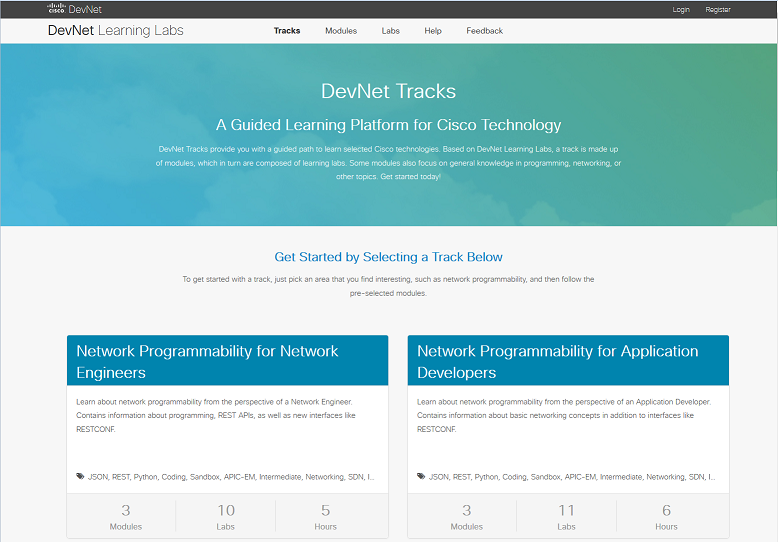 cisco DevNet
Login
Register
DevNet Learning Labs
Tracks
Modules
Labs
Help
Feedback
DevNet Tracks
A Guided Learning Platform for Cisco Technology
DevNet Tracks provide you with a guided path to learn selected Cisco technologies. Based on DevNet Learning Labs, a track is made up
of modules, which in turn are composed of learning labs. Some modules also focus on general knowledge in programming, networking, or
other topics. Get started today!
Get Started by Selecting a Track Below
To get started with a track, just pick an area that you find interesting, such as network programmability, and then follow the
pre-selected modules.
Network Programmability for Network
Engineers
Learn about network programmability from the perspective of a Network Engineer.
Contains information about programming, REST APIs, as well as new interfaces like
RESTCONF.
JSON, REST, Python, Coding, Sandbox, APIC-EM, Intermediate, Networking, SDN, I...
3
Modules
10
Labs
5
Hours
Network Programmability for Application
Developers
Learn about network programmability from the perspective of an Application Developer.
Contains information about basic networking concepts in addition to interfaces like
RESTCONF.
JSON, REST, Python, Coding, Sandbox, APIC-EM, Intermediate, Networking, SDN, I...
3
Modules
11
Labs
6
Hours